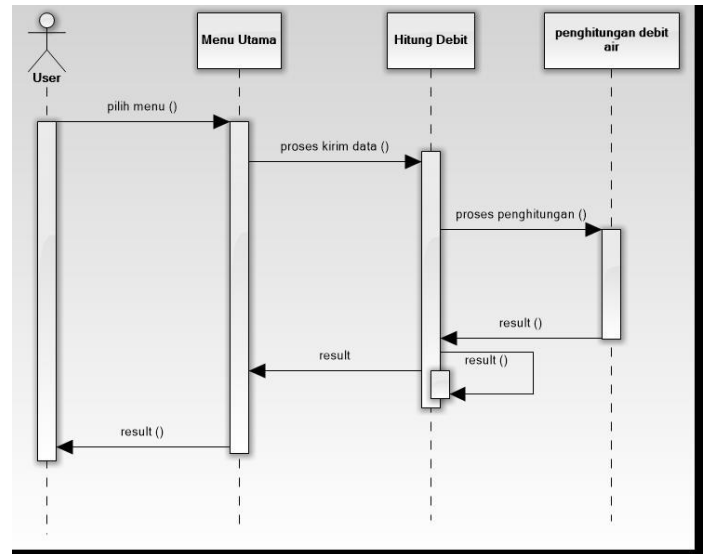 User
Menu Utama
Hitung Debit
penghitungan debit
air
pilih menu ()
proses kirim data ()
proses penghitungan ()
result ()
result
result ()
result ()